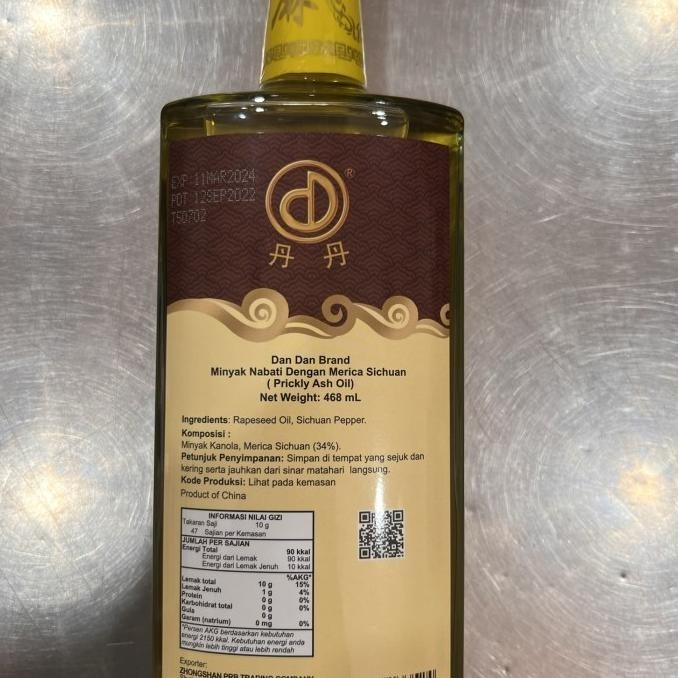 EXP 11MAR2024
POT 12SEP2022
TS0702
®
丹 丹
Dan Dan Brand
Minyak Nabati Dengan Merica Sichuan
( Prickly Ash Oil)
Net Weight: 468 mL
Ingredients: Rapeseed Oil, Sichuan Pepper.
Komposisi :
Minyak Kanola, Merica Sichuan (34%).
Petunjuk Penyimpanan: Simpan di tempat yang sejuk dan
kering serta jauhkan dari sinar matahari langsung.
Kode Produksi: Lihat pada kemasan
Product of China
INFORMASI NILAI GIZI
Takaran Saji 10 g
47 Sajian per Kemasan
JUMLAH PER SAJIAN
Energi Total 90 kkal
Energi dari Lemak 90 kkal
Energi dari Lemak Jenuh 10 kkal
%AKG*
Lemak total 10 g 15%
Lemak Jenuh 1 g 4%
Protein 0 g 0%
Karbohidrat total 0 g 0%
Gula 0 g
Garam (natrium) 0 mg 0%
*Persen AKG berdasarkan kebutuhan
energi 2150 kkal. Kebutuhan energi anda
mungkin lebih tinggi atau lebih rendah
Exporter:
ZHONGSHAN PRB TRADING COMPANY